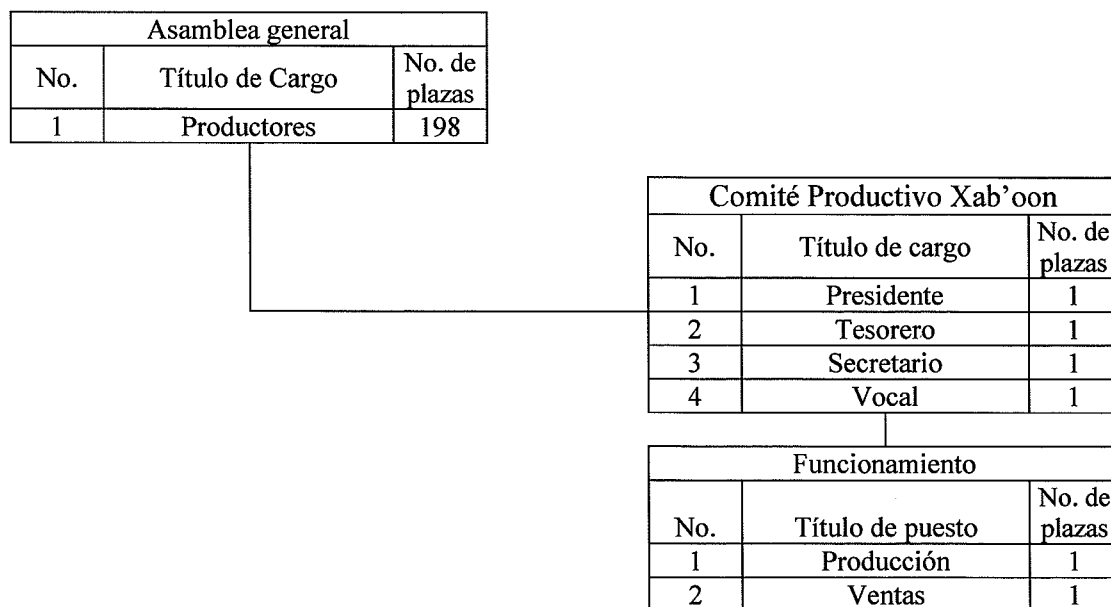 Asamblea general
No. Título de Cargo No. de plazas
1 Productores 198
Comité Productivo Xab’oon
No. Título de cargo No. de plazas
1 Presidente 1
2 Tesorero 1
3 Secretario 1
4 Vocal 1
Funcionamiento
No. Título de puesto No. de plazas
1 Producción 1
2 Ventas 1